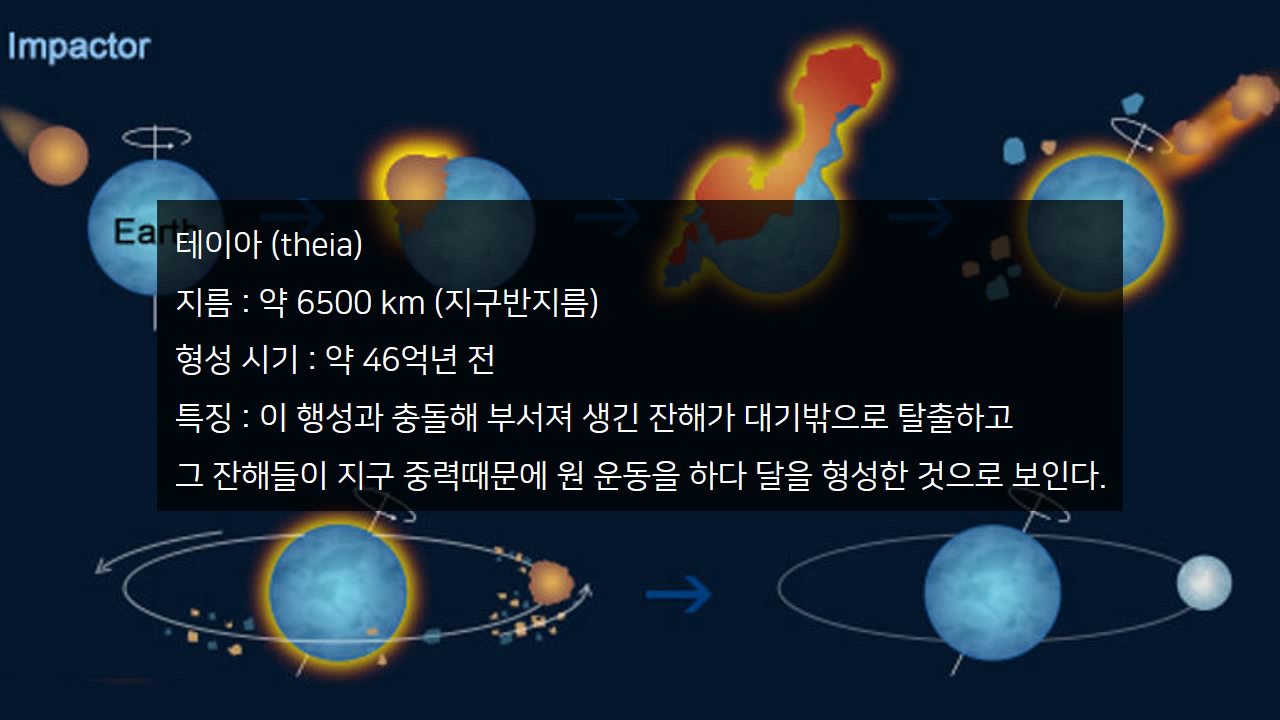 Impactor
Earth
테이아 (theia)
지름 : 약 6500 km (지구반지름)
형성 시기 : 약 46억년 전
특징 : 이 행성과 충돌해 부서져 생긴 잔해가 대기밖으로 탈출하고
그 잔해들이 지구 중력때문에 원 운동을 하다 달을 형성한 것으로 보인다.